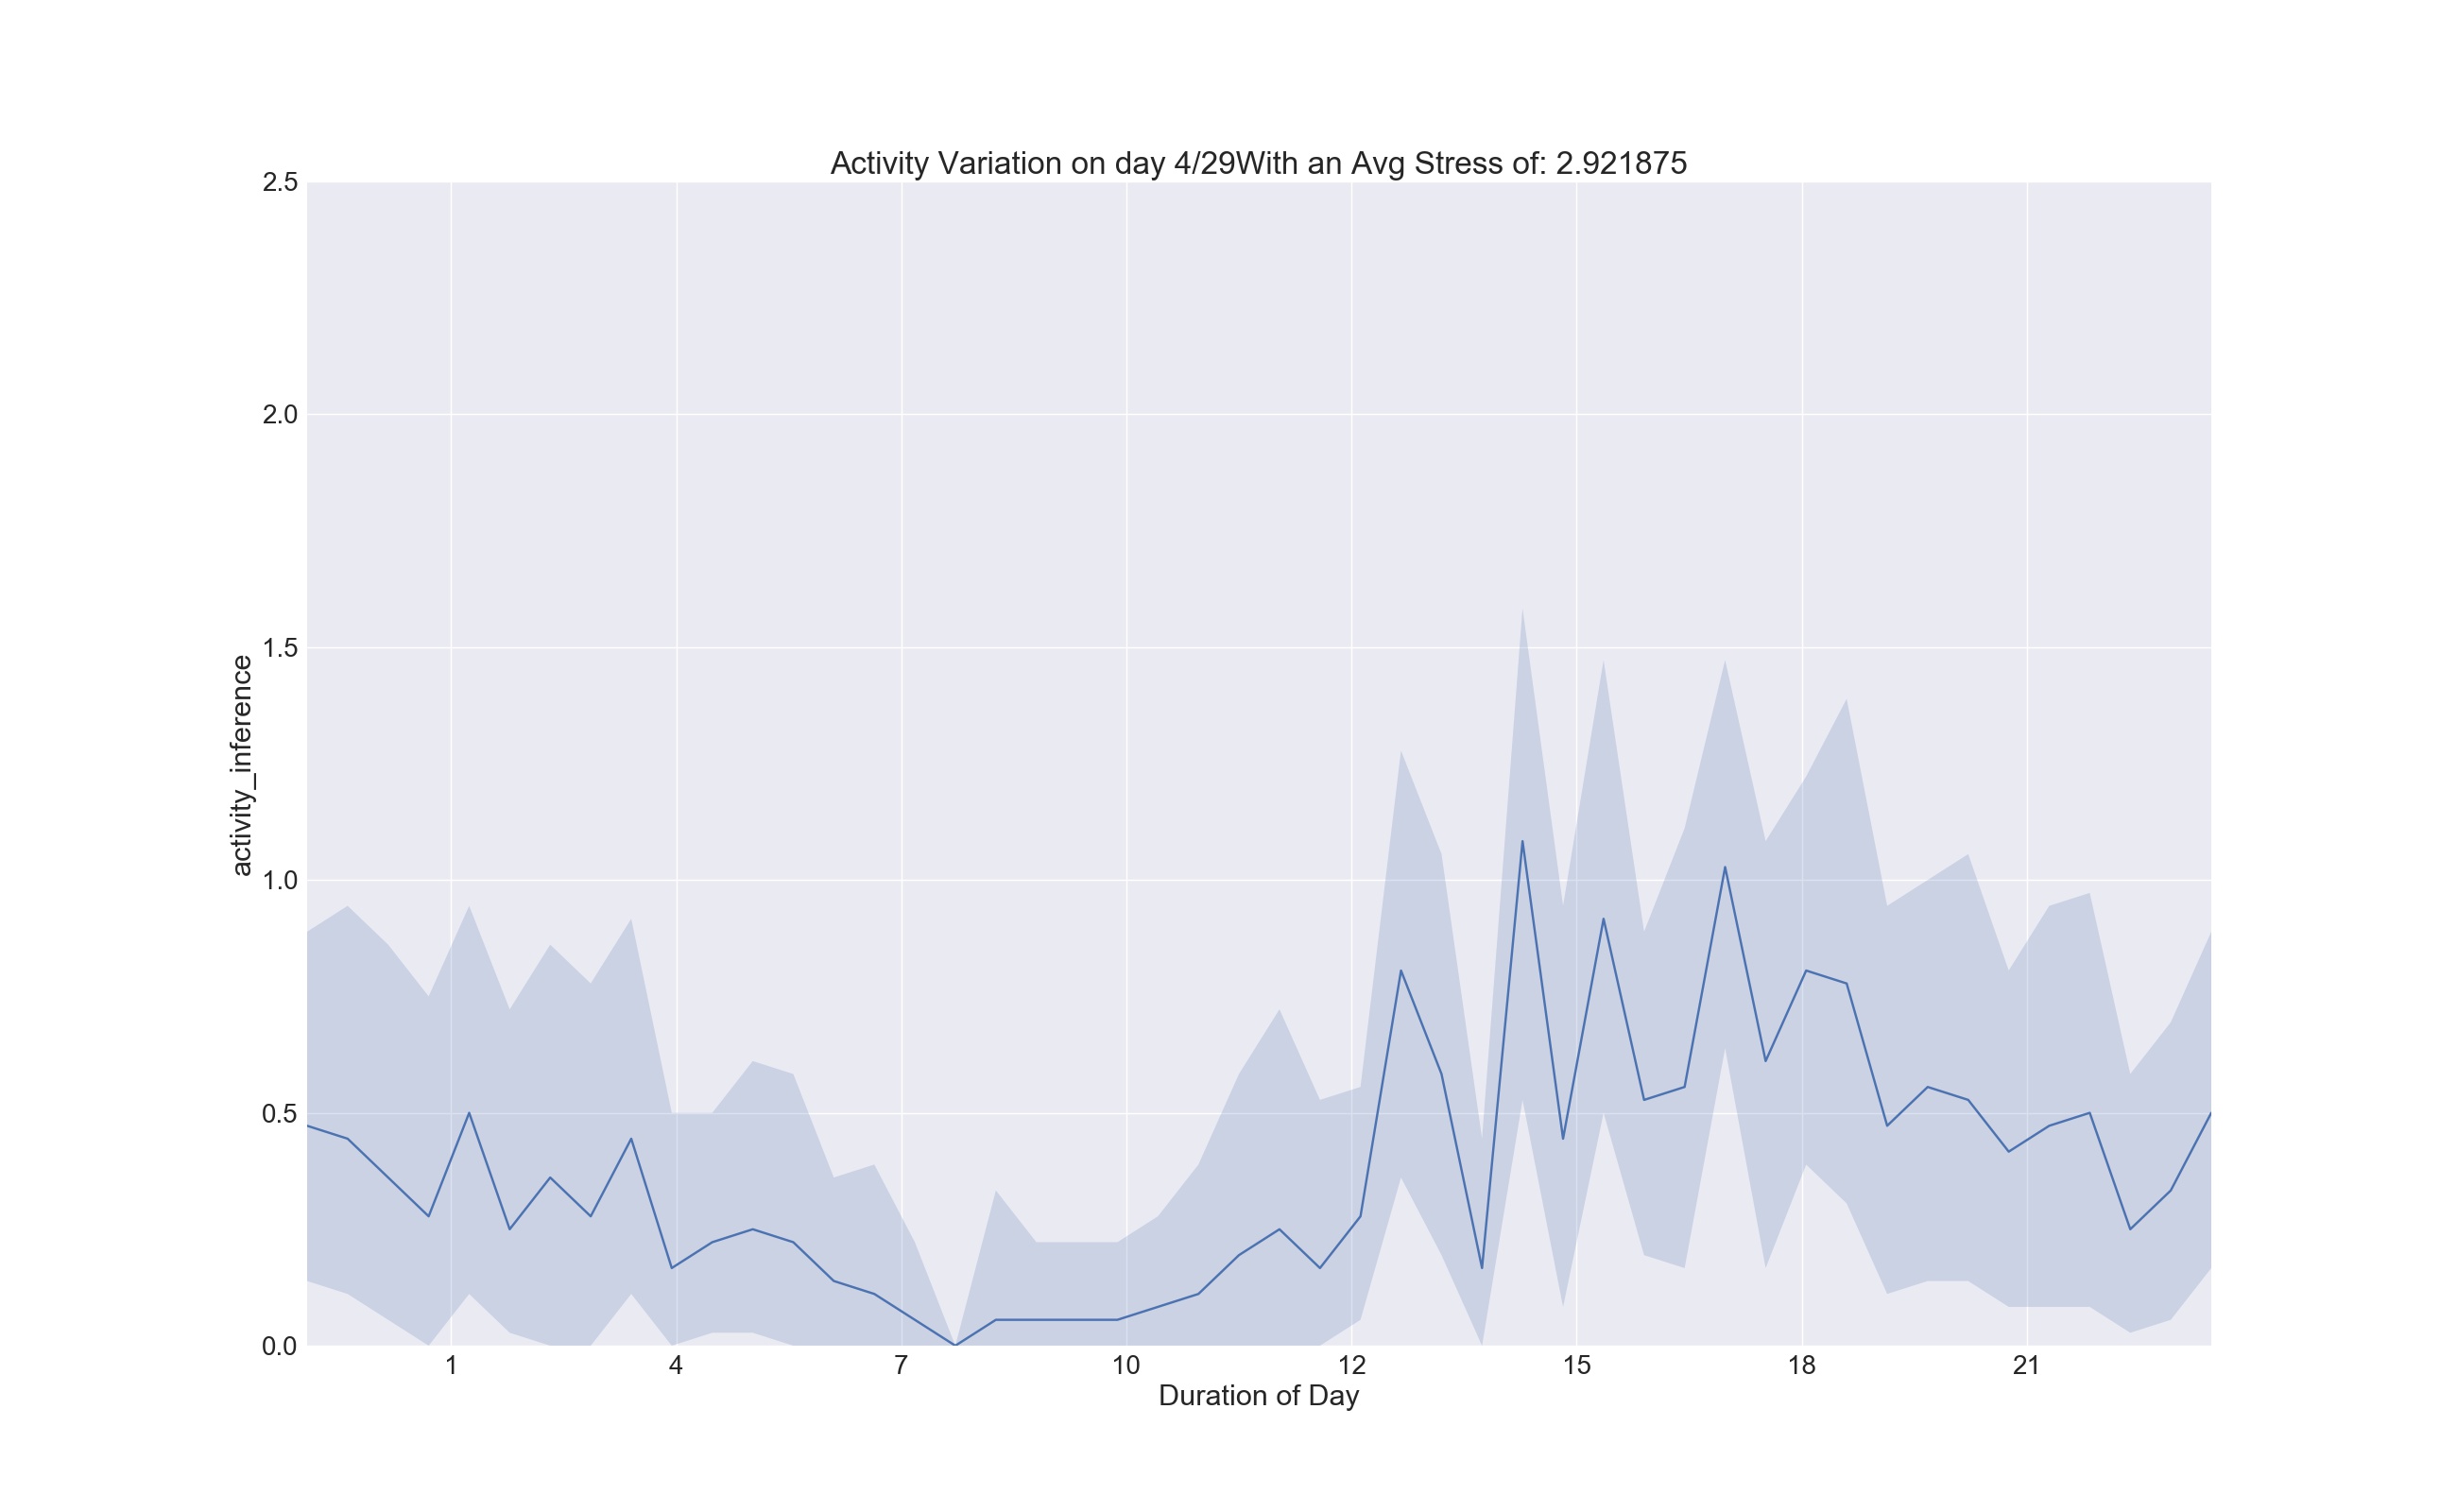 Activity Variation on day 4/29With an Avg Stress of: 2.921875
2.5
2.0
1.5
1.0
0.5
0.0
activity_inference
1 4 7 10 12 15 18 21
Duration of Day